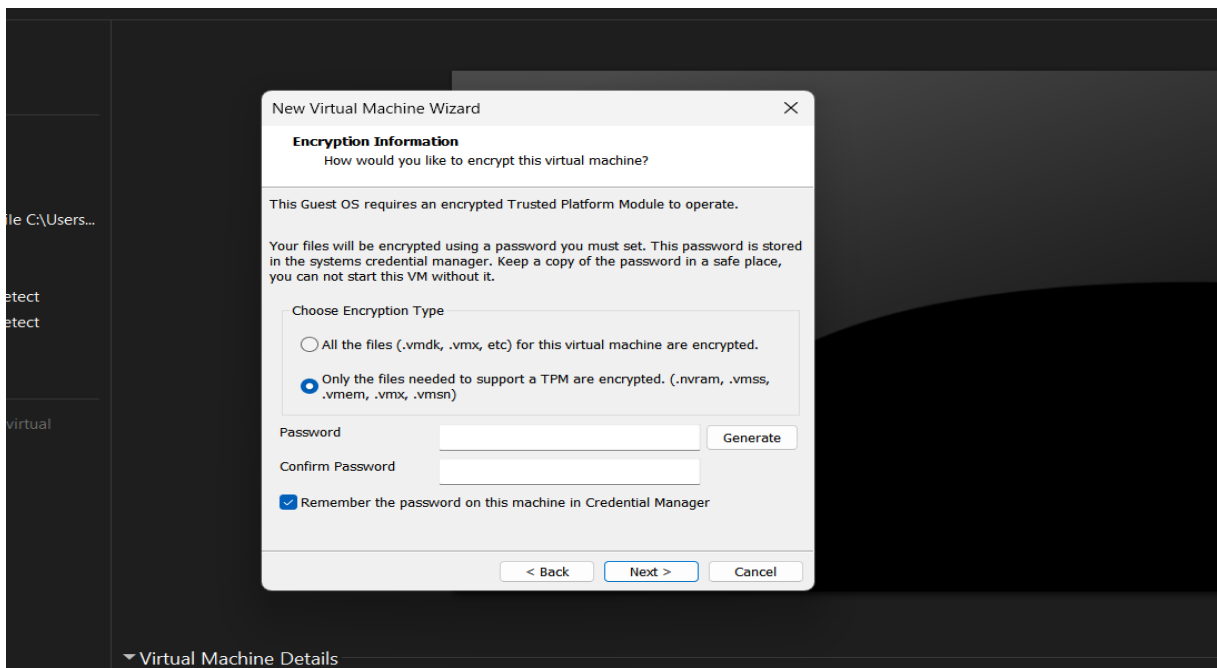 New Virtual Machine Wizard
Encryption Information
How would you like to encrypt this virtual machine?
This Guest OS requires an encrypted Trusted Platform Module to operate.
ile C:\Users...
Your files will be encrypted using a password you must set. This password is stored
in the systems credential manager. Keep a copy of the password in a safe place,
you can not start this VM without it.
etect
etect
Choose Encryption Type
All the files (.vmdk, .vmx, etc) for this virtual machine are encrypted.
Only the files needed to support a TPM are encrypted. (.nvram, .vmss,
.vmem, .vmx, .vmsn)
virtual
Password
Generate
Confirm Password
Remember the password on this machine in Credential Manager
< Back
Next >
Cancel
Virtual Machine Details